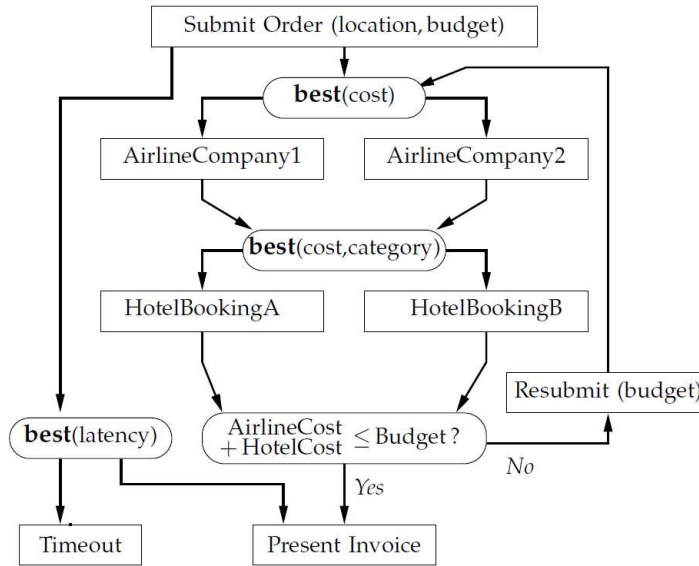 Submit Order (location, budget)
best(cost)
AirlineCompany1
AirlineCompany2
best(cost,category)
HotelBookingA
HotelBookingB
Resubmit (budget)
best(latency)
AirlineCost
+ HotelCost ≤ Budget ?
No
Yes
Timeout
Present Invoice